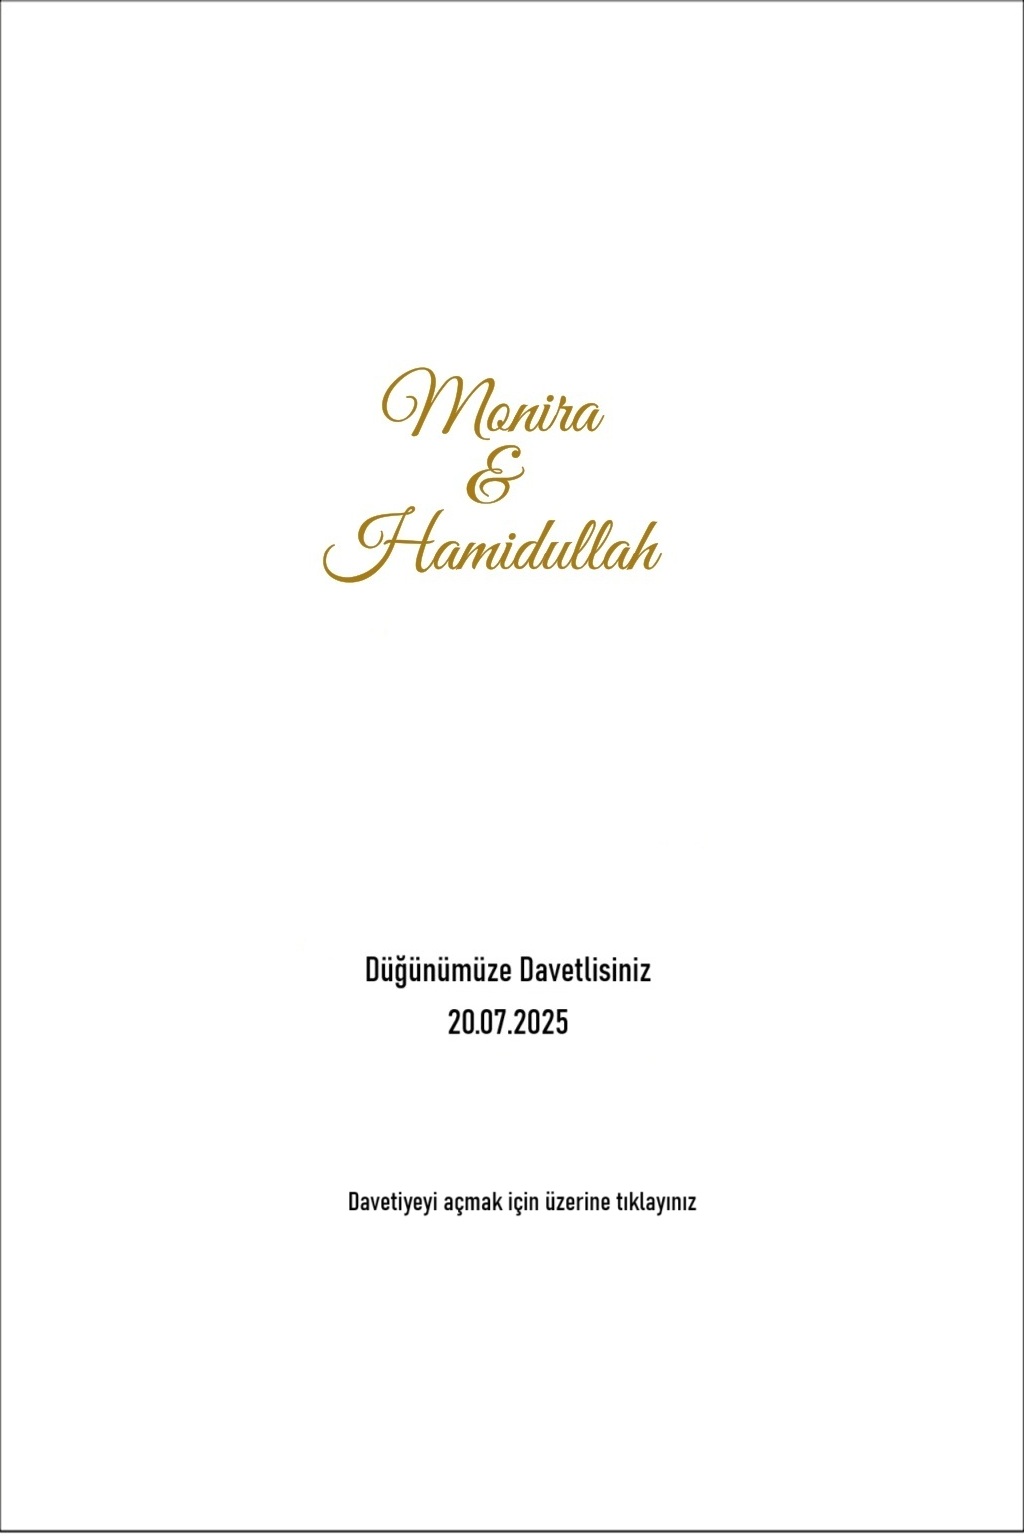 Monira
&
Hamidullah
Düğünümüze Davetlisiniz
20.07.2025
Davetiyeyi açmak için üzerine tıklayınız